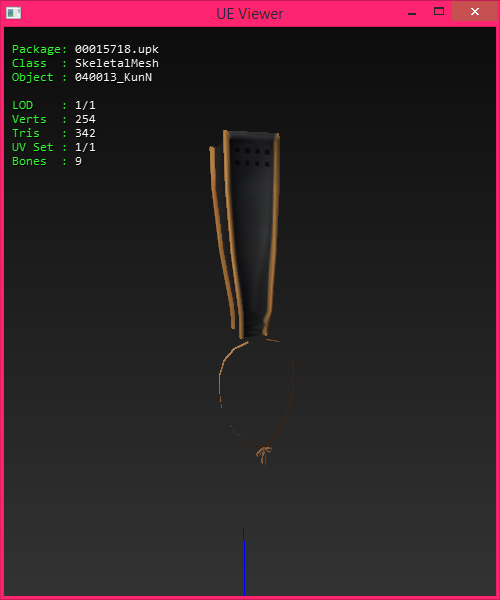 UE Viewer
Package: 00015718.upk
Class  : SkeletalMesh
Object : 040013_KunN
LOD    : 1/1
Verts  : 254
Tris   : 342
UV Set : 1/1
Bones  : 9